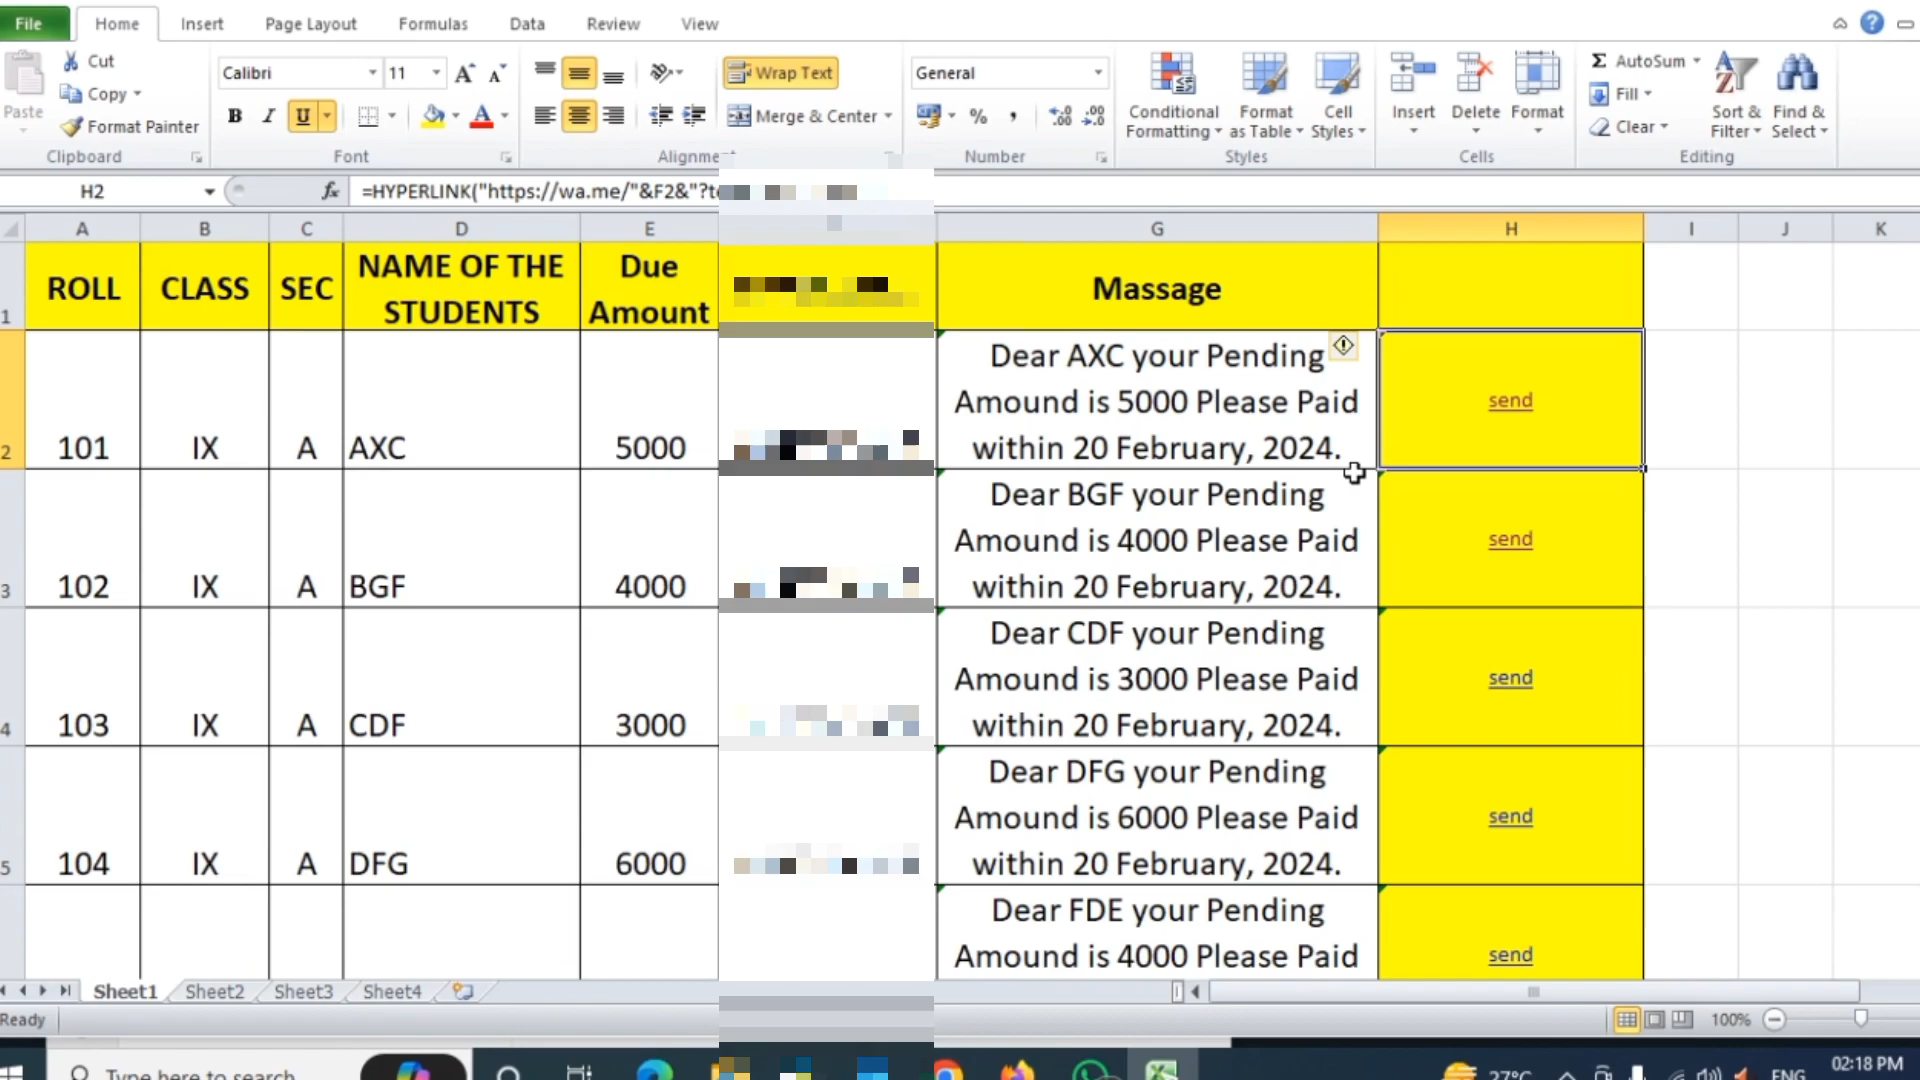 File Home Insert Page Layout Formulas Data Review View
Cut
Copy
Format Painter
Paste
Clipboard
Calibri 11
B I U
Font
Wrap Text
Merge & Center
Alignment
General
%
Number
Conditional Formatting
Format as Table
Cell Styles
Styles
Insert Delete Format
Cells
AutoSum
Fill
Clear
Sort & Filter
Find & Select
Editing
H2 fx =HYPERLINK("https://wa.me/"&F2&"?te
A B C D E G H I J K
1 ROLL CLASS SEC NAME OF THE STUDENTS Due Amount Massage
2 101 IX A AXC 5000 Dear AXC your Pending
Amound is 5000 Please Paid
within 20 February, 2024. send
3 102 IX A BGF 4000 Dear BGF your Pending
Amound is 4000 Please Paid
within 20 February, 2024. send
4 103 IX A CDF 3000 Dear CDF your Pending
Amound is 3000 Please Paid
within 20 February, 2024. send
5 104 IX A DFG 6000 Dear DFG your Pending
Amound is 6000 Please Paid
within 20 February, 2024. send
Dear FDE your Pending
Amound is 4000 Please Paid send
Sheet1 Sheet2 Sheet3 Sheet4
Ready 100%
Type here to search 27°C ENG 02:18 PM